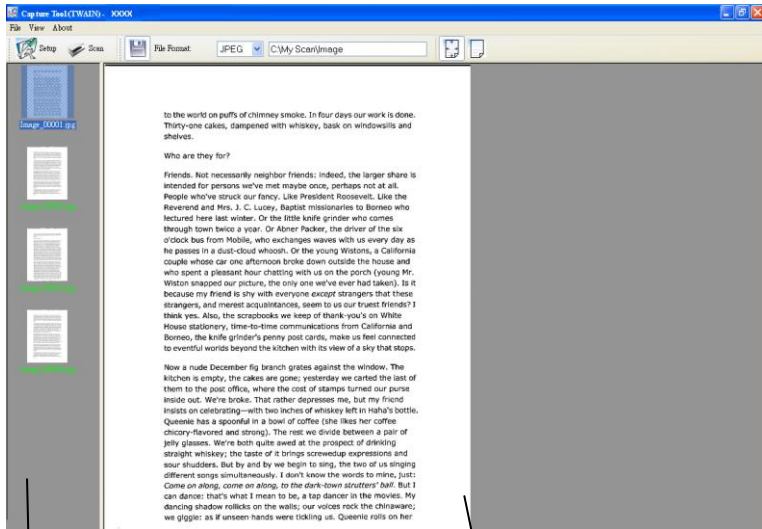 Capture Tool(TWAIN) - XXXX
File View About
Setup Scan File Format: JPEG C:\My Scan\Image
Image_00001.jpg
to the world on puffs of chimney smoke. In four days our work is done.
Thirty-one cakes, dampened with whiskey, bask on windowsills and
shelves.
Who are they for?
Friends. Not necessarily neighbor friends: indeed, the larger share is
intended for persons we've met maybe once, perhaps not at all.
People who've struck our fancy. Like President Roosevelt. Like the
Reverend and Mrs. J. C. Lucey, Baptist missionaries to Borneo who
lectured here last winter. Or the little knife grinder who comes
through town twice a year. Or Abner Packer, the driver of the six
o'clock bus from Mobile, who exchanges waves with us every day as
he passes in a dust-cloud whoosh. Or the young Wistons, a California
couple whose car one afternoon broke down outside the house and
who spent a pleasant hour chatting with us on the porch (young Mr.
Wiston snapped our picture, the only one we've ever had taken). Is it
because my friend is shy with everyone except strangers that these
strangers, and merest acquaintances, seem to us our truest friends? I
think yes. Also, the scrapbooks we keep of thank-you's on White
House stationery, time-to-time communications from California and
Borneo, the knife grinder's penny post cards, make us feel connected
to eventful worlds beyond the kitchen with its view of a sky that stops.
Now a nude December fig branch grates against the window. The
kitchen is empty, the cakes are gone; yesterday we carted the last of
them to the post office, where the cost of stamps turned our purse
inside out. We're broke. That rather depresses me, but my friend
insists on celebrating—with two inches of whiskey left in Haha's bottle.
Queenie has a spoonful in a bowl of coffee (she likes her coffee
chicory-flavored and strong). The rest we divide between a pair of
jelly glasses. We're both quite awed at the prospect of drinking
straight whiskey; the taste of it brings screwedup expressions and
sour shudders. But by and by we begin to sing, the two of us singing
different songs simultaneously. I don't know the words to mine, just:
Come on along, come on along, to the dark-town strutters' ball. But I
can dance: that's what I mean to be, a tap dancer in the movies. My
dancing shadow rollicks on the walls; our voices rock the chinaware;
we giggle: as if unseen hands were tickling us. Queenie rolls on her